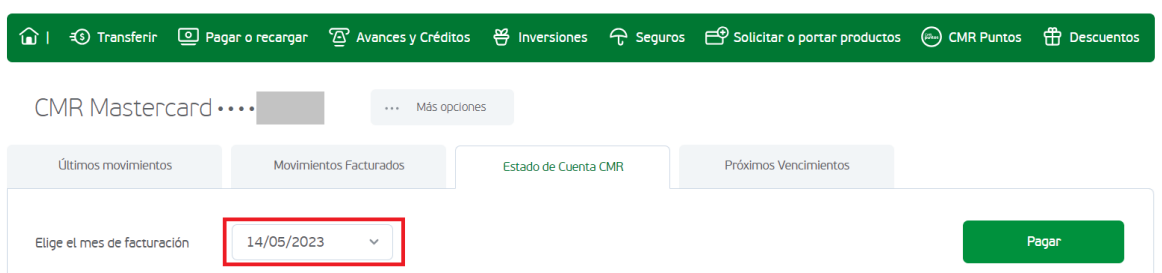 Transferir Pagar o recargar Avances y Créditos Inversiones Seguros Solicitar o portar productos CMR Puntos Descuentos
CMR Mastercard •••• ... Más opciones
Últimos movimientos Movimientos Facturados Estado de Cuenta CMR Próximos Vencimientos
Elige el mes de facturación 14/05/2023 Pagar